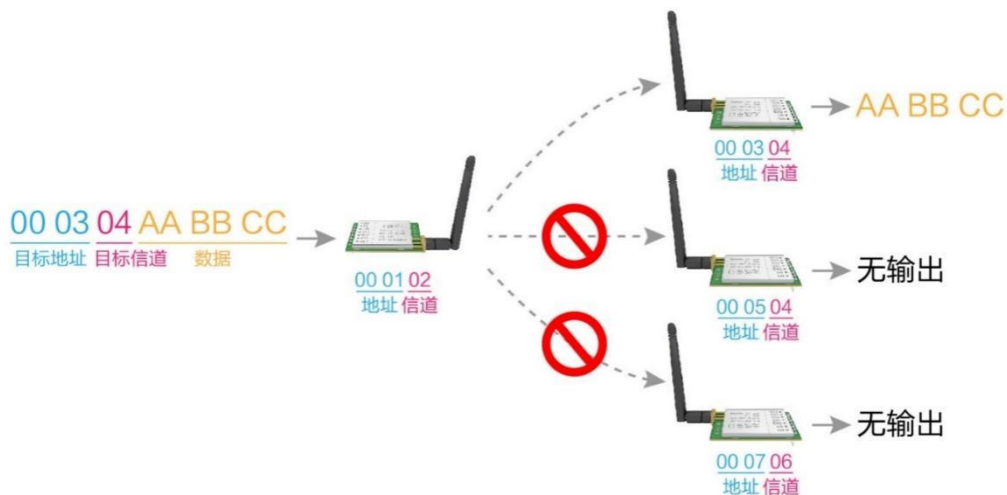 00 03 04 AA BB CC
目标地址 目标信道 数据
00 01 02
地址 信道
AA BB CC
00 03 04
地址 信道
无输出
00 05 04
地址 信道
无输出
00 07 06
地址 信道